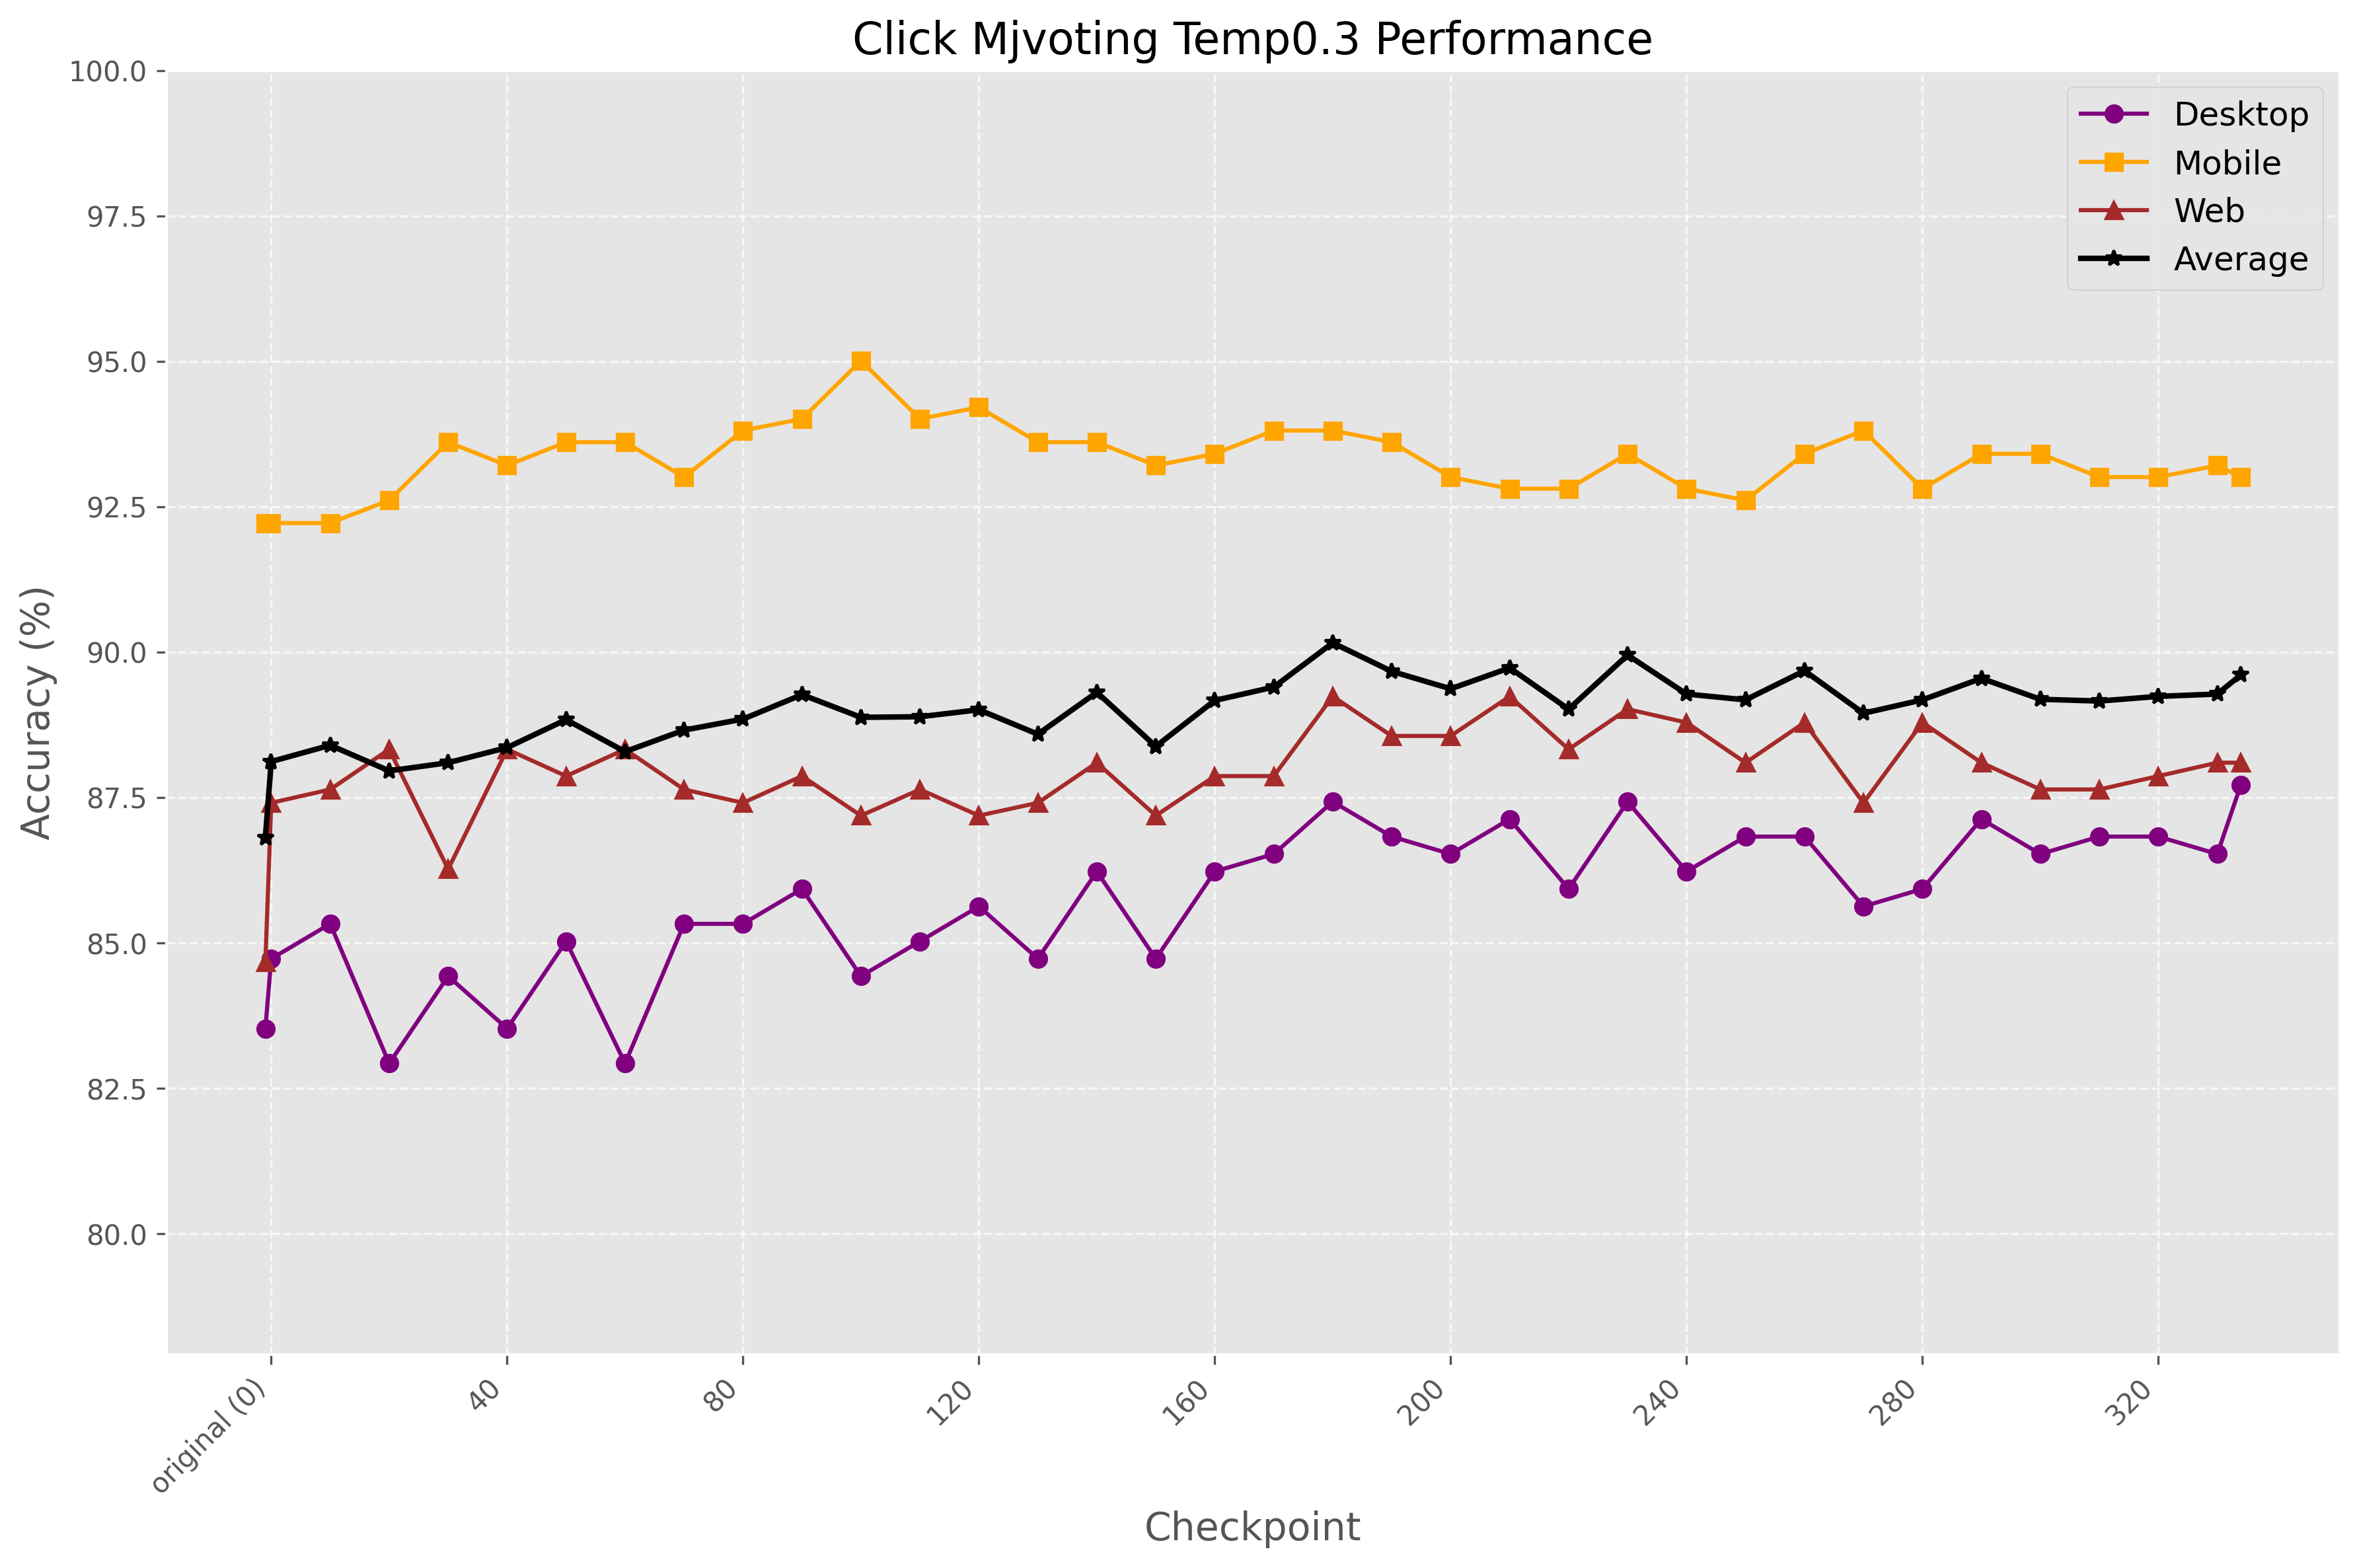 Click Mjvoting Temp0.3 Performance
100.0
97.5
95.0
92.5
90.0
87.5
85.0
82.5
80.0
Accuracy (%)
Desktop
Mobile
Web
Average
original (0)
40
80
120
160
200
240
280
320
Checkpoint